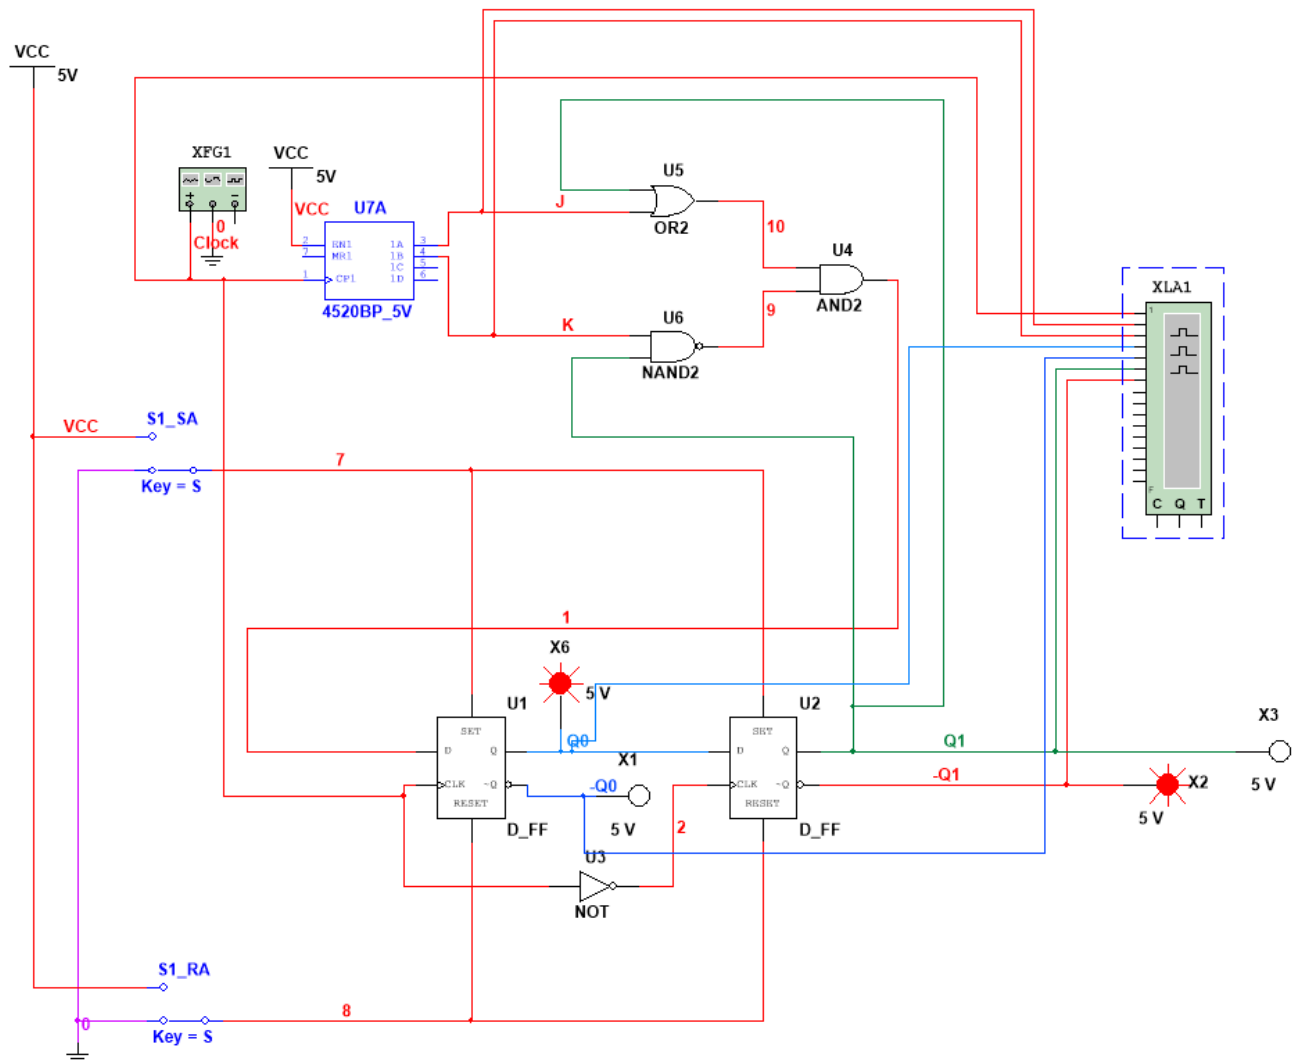 VCC
5V
XFG1
+
−
0
Clock
VCC
5V
VCC
U7A
2
EN1
1A
3
7
MR1
1B
4
1C
5
1
CP1
1D
6
4520BP_5V
J
K
U5
OR2
10
U4
AND2
U6
NAND2
9
XLA1
1
F
C Q T
VCC
S1_SA
Key = S
7
1
X6
5 V
U1
SET
D
Q
CLK
~Q
RESET
D_FF
Q0
X1
-Q0
5 V
U3
NOT
2
U2
SET
D
Q
CLK
~Q
RESET
D_FF
Q1
-Q1
X3
5 V
X2
5 V
S1_RA
Key = S
0
8